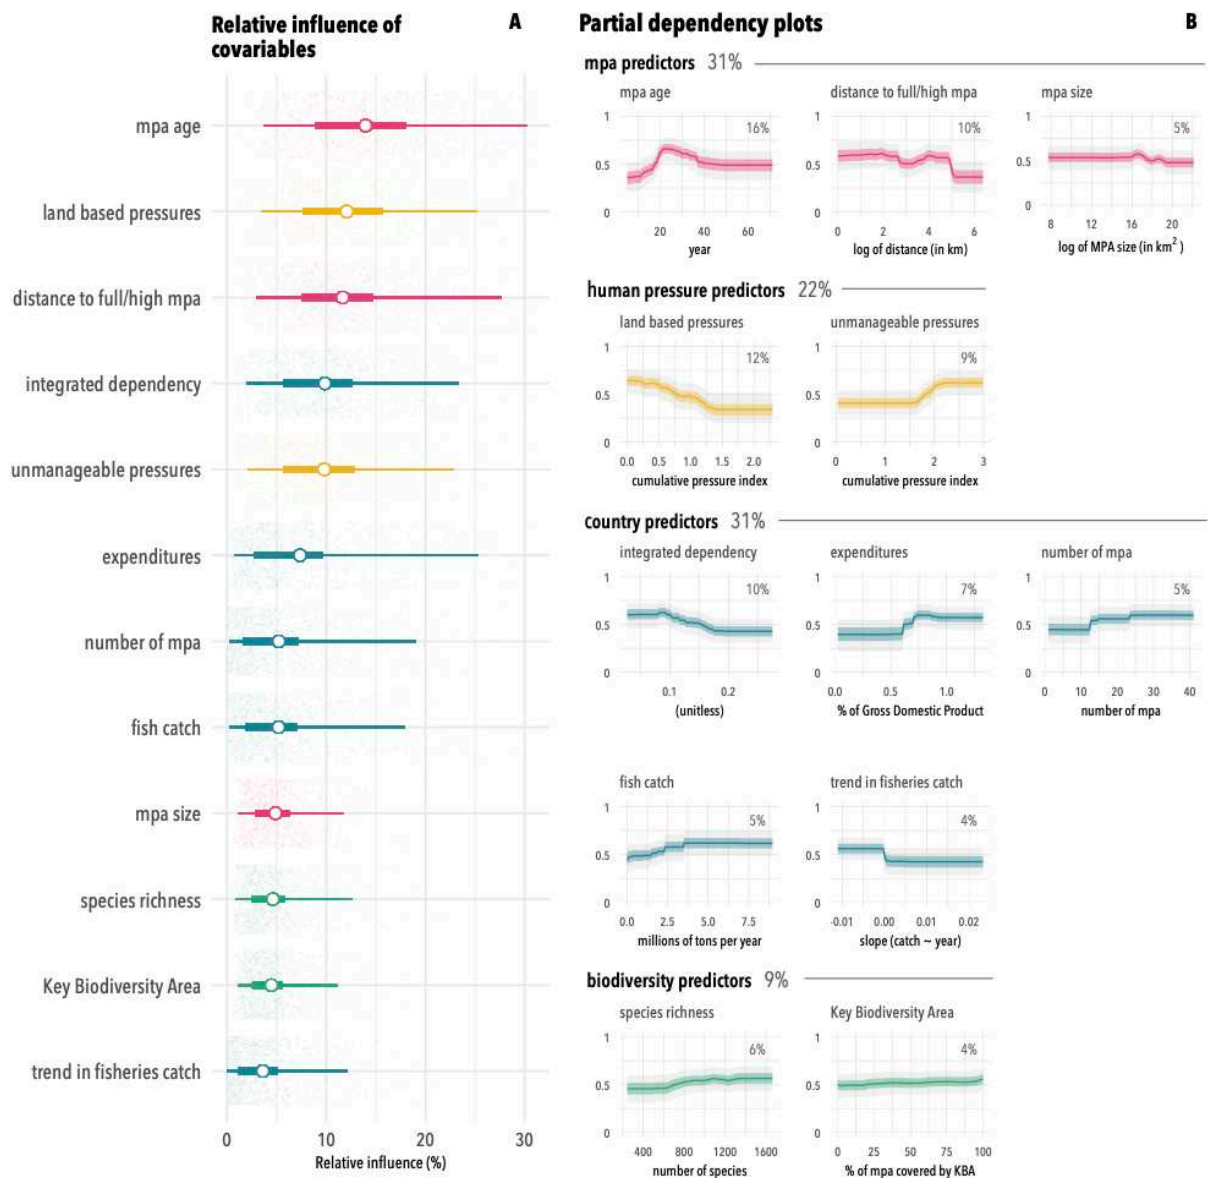 Relative influence of
covariables
A
mpa age
land based pressures
distance to full/high mpa
integrated dependency
unmanageable pressures
expenditures
number of mpa
fish catch
mpa size
species richness
Key Biodiversity Area
trend in fisheries catch
0 10 20 30
Relative influence (%)
Partial dependency plots
B
mpa predictors 31%
mpa age
16%
1
0.5
0
20 40 60
year
distance to full/high mpa
10%
1
0.5
0
0 2 4 6
log of distance (in km)
mpa size
5%
1
0.5
0
8 12 16 20
log of MPA size (in km²)
human pressure predictors 22%
land based pressures
12%
1
0.5
0
0.0 0.5 1.0 1.5 2.0
cumulative pressure index
unmanageable pressures
9%
1
0.5
0
0 1 2 3
cumulative pressure index
Country predictors 31%
integrated dependency
10%
1
0.5
0
0.1 0.2
(unitless)
expenditures
7%
1
0.5
0
0.0 0.5 1.0
% of Gross Domestic Product
number of mpa
5%
1
0.5
0
0 10 20 30 40
number of mpa
fish catch
5%
1
0.5
0
0.0 2.5 5.0 7.5
millions of tons per year
trend in fisheries catch
4%
1
0.5
0
-0.01 0.00 0.01 0.02
slope (catch ~ year)
biodiversity predictors 9%
species richness
6%
1
0.5
0
400 800 1200 1600
number of species
Key Biodiversity Area
4%
1
0.5
0
0 25 50 75 100
% of mpa covered by KBA